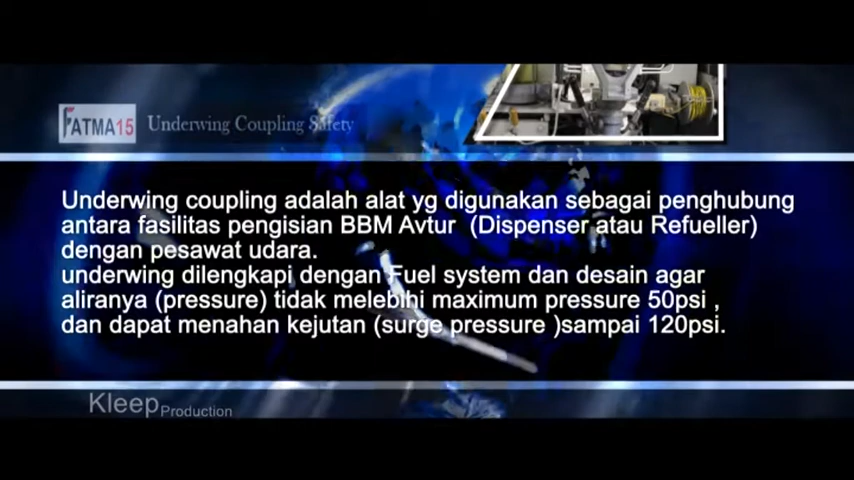 FATMA15 Underwing Coupling Safety
Underwing coupling adalah alat yg digunakan sebagai penghubung
antara fasilitas pengisian BBM Avtur (Dispenser atau Refueller)
dengan pesawat udara.
underwing dilengkapi dengan Fuel system dan desain agar
aliranya (pressure) tidak melebihi maximum pressure 50psi ,
dan dapat menahan kejutan (surge pressure )sampai 120psi.
Kleep Production